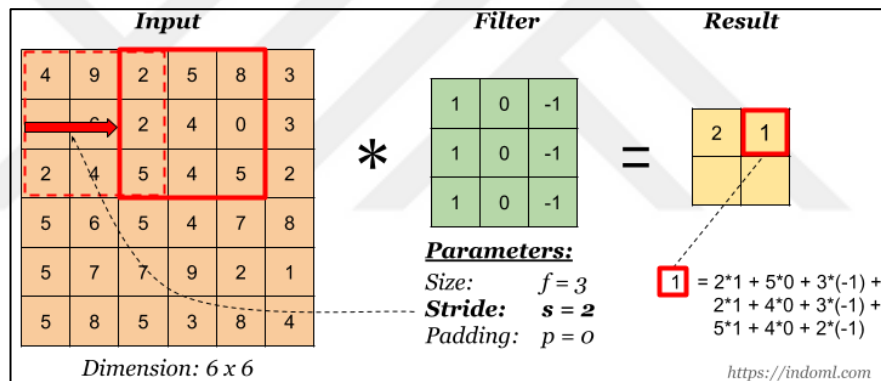 Input Filter Result
4 9 2 5 8 3
2 4 0 3
2 4 5 4 5 2
5 6 5 4 7 8
5 7 7 9 2 1
5 8 5 3 8 4
Dimension: 6 x 6
*
1 0 -1
1 0 -1
1 0 -1
Parameters:
Size: f = 3
Stride: s = 2
Padding: p = 0
=
2 1
1 = 2*1 + 5*0 + 3*(-1) +
2*1 + 4*0 + 3*(-1) +
5*1 + 4*0 + 2*(-1)
https://indoml.com